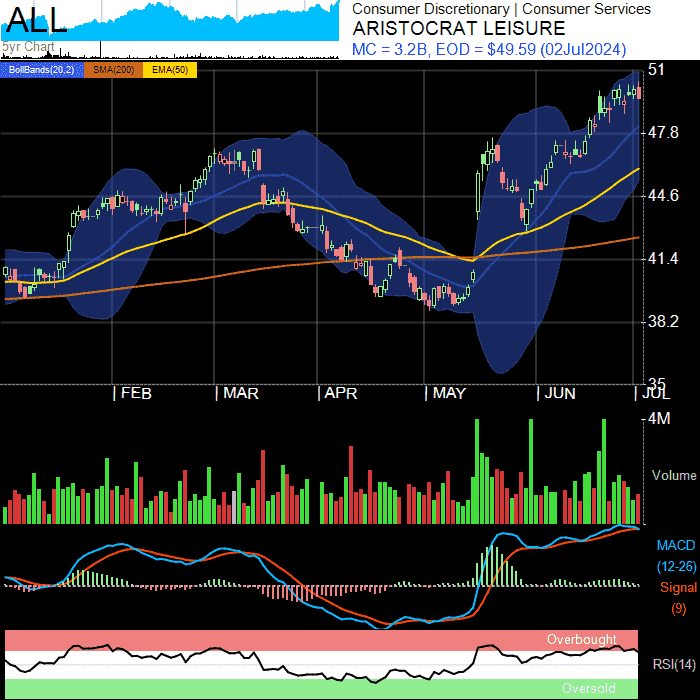 ALL
5yr Chart
Consumer Discretionary | Consumer Services
ARISTOCRAT LEISURE
MC = 3.2B, EOD = $49.59 (02Jul2024)
BollBands(20,2) SMA(200) EMA(50)
51
47.8
44.6
41.4
38.2
35
FEB MAR APR MAY JUN JUL
4M
Volume
MACD
(12-26)
Signal
(9)
Overbought
RSI(14)
Oversold